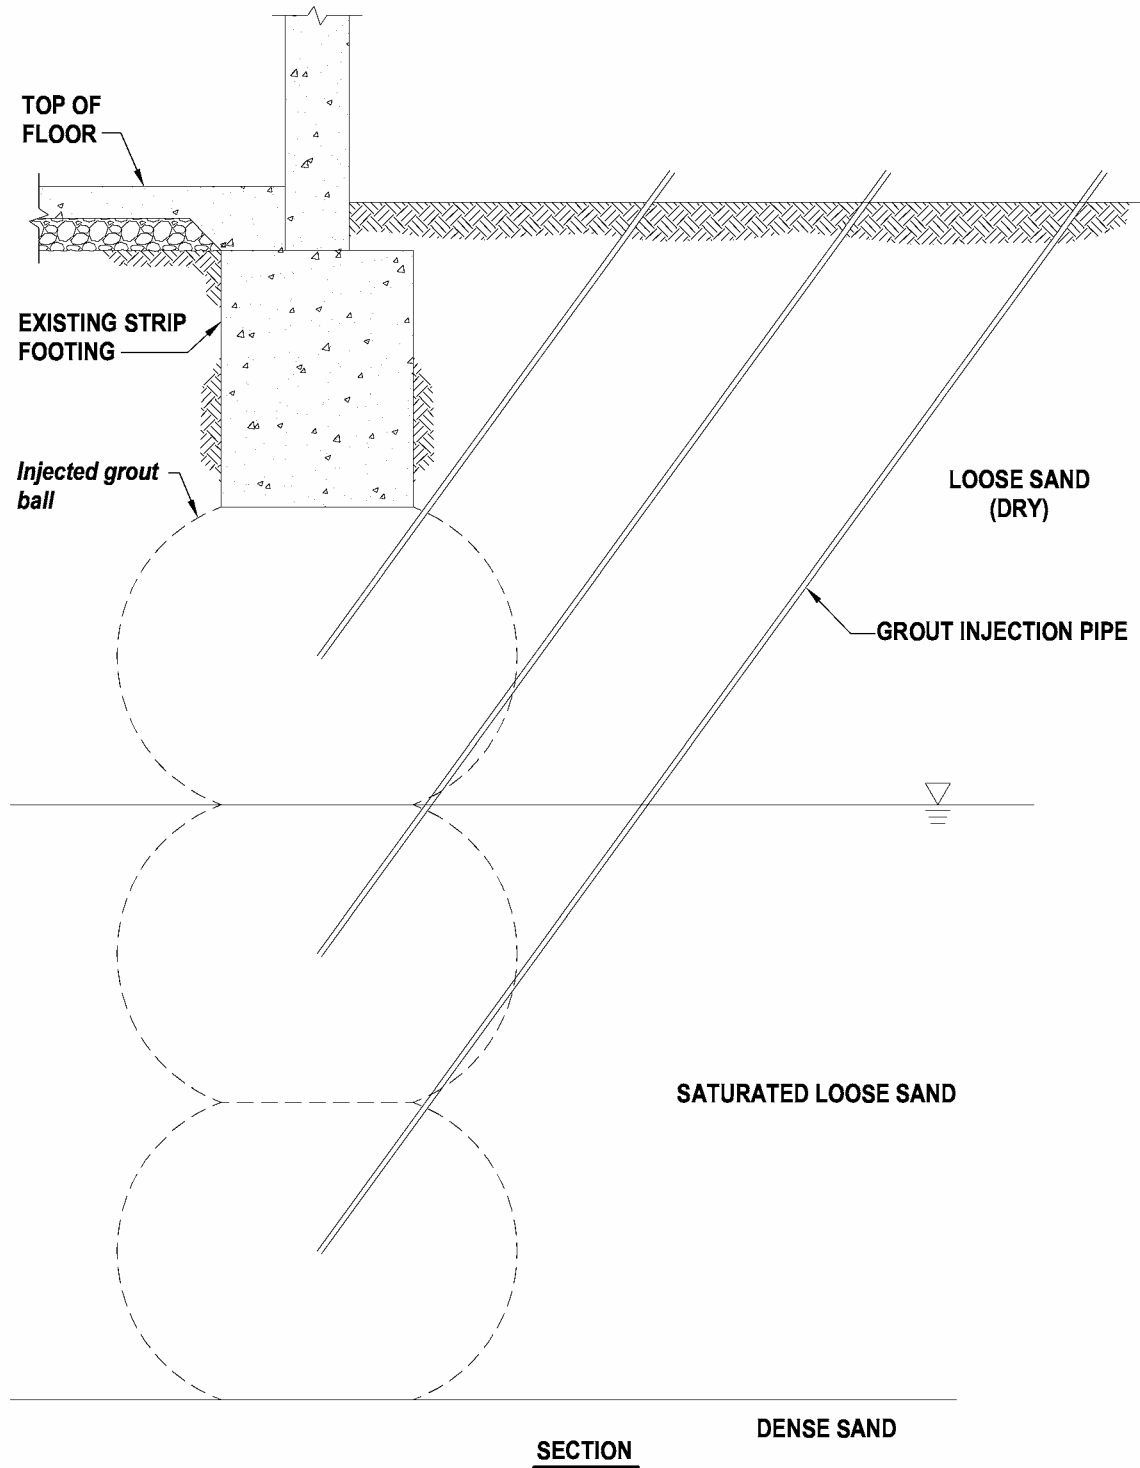 TOP OF
FLOOR
EXISTING STRIP
FOOTING
Injected grout
ball
LOOSE SAND
(DRY)
GROUT INJECTION PIPE
SATURATED LOOSE SAND
DENSE SAND
SECTION